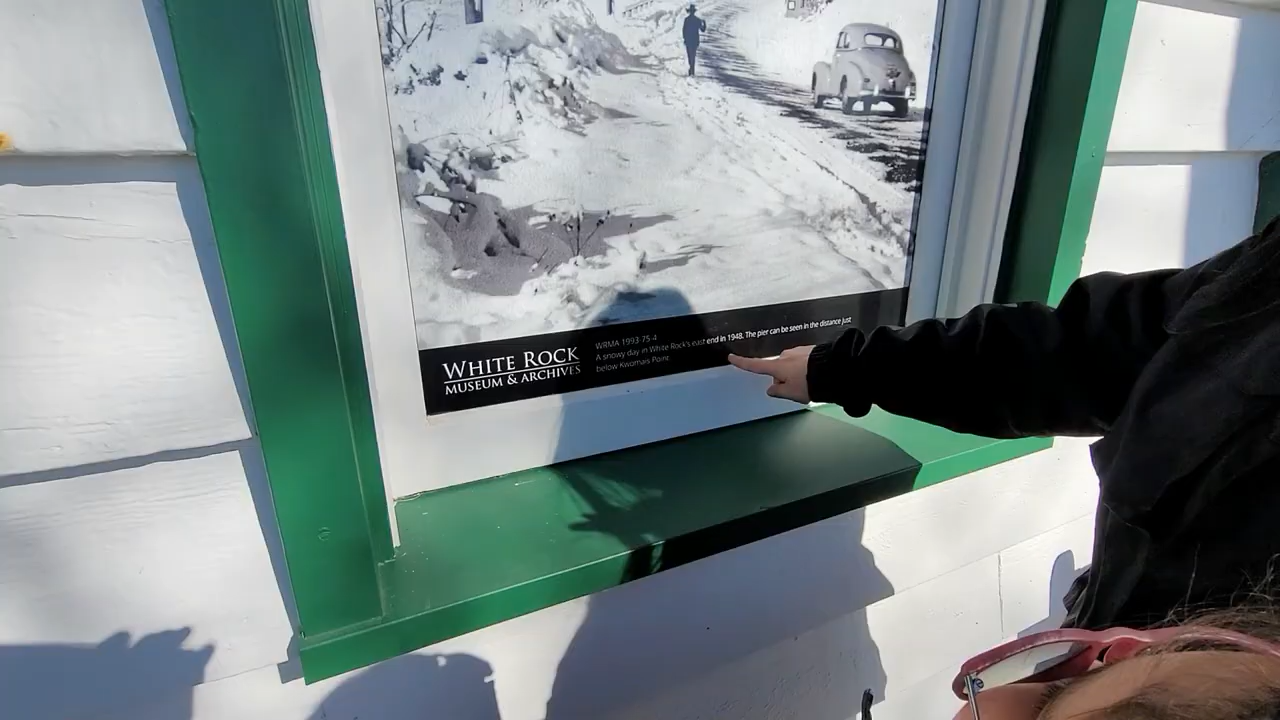 WHITE ROCK
MUSEUM & ARCHIVES
WRMA 1993-75-4
A snowy day in White Rock's east end in 1948. The pier can be seen in the distance just
below Kwomais Point.